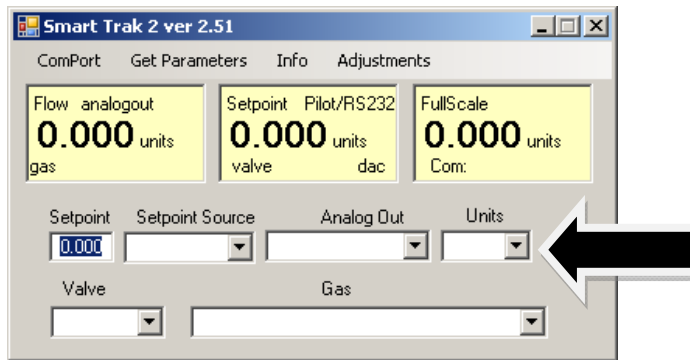 Smart Trak 2 ver 2.51
ComPort Get Parameters Info Adjustments
Flow analogout Setpoint Pilot/RS232 FullScale
0.000 units 0.000 units 0.000 units
gas valve dac Com:
Setpoint Setpoint Source Analog Out Units
0.000
Valve Gas